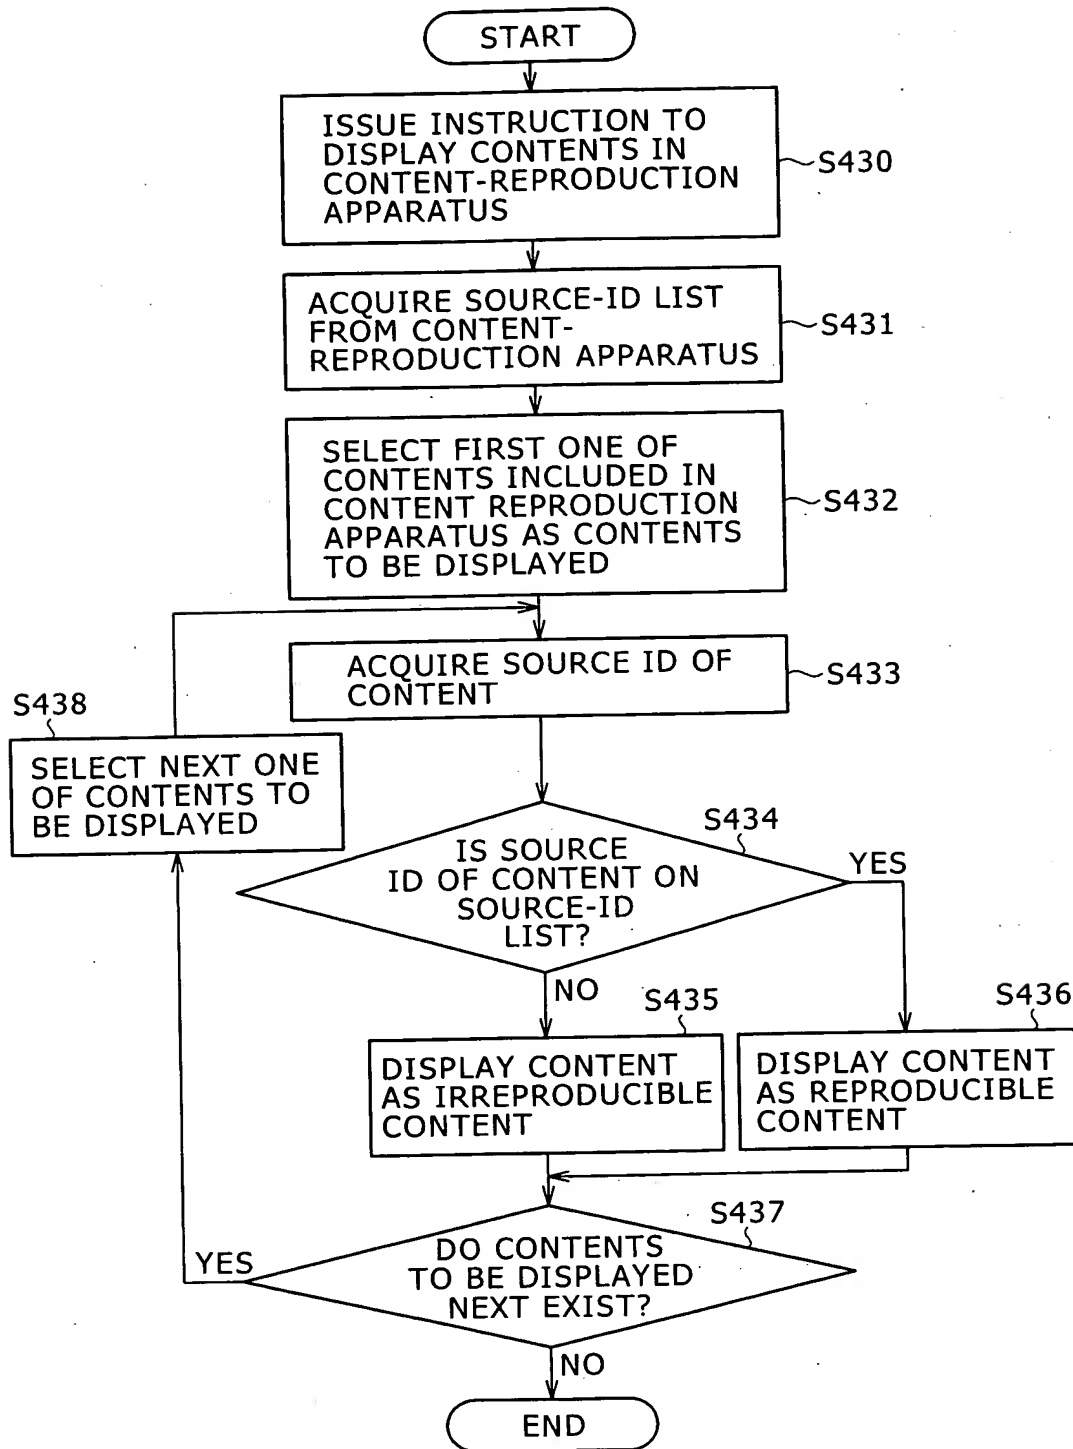 START
ISSUE INSTRUCTION TO
DISPLAY CONTENTS IN
CONTENT-REPRODUCTION
APPARATUS
S430
ACQUIRE SOURCE-ID LIST
FROM CONTENT-
REPRODUCTION APPARATUS
S431
SELECT FIRST ONE OF
CONTENTS INCLUDED IN
CONTENT REPRODUCTION
APPARATUS AS CONTENTS
TO BE DISPLAYED
S432
ACQUIRE SOURCE ID OF
CONTENT
S433
S438
SELECT NEXT ONE
OF CONTENTS TO
BE DISPLAYED
S434
IS SOURCE
ID OF CONTENT ON
SOURCE-ID
LIST?
YES
NO
S435
DISPLAY CONTENT
AS IRREPRODUCIBLE
CONTENT
S436
DISPLAY CONTENT
AS REPRODUCIBLE
CONTENT
S437
DO CONTENTS
TO BE DISPLAYED
NEXT EXIST?
YES
NO
END